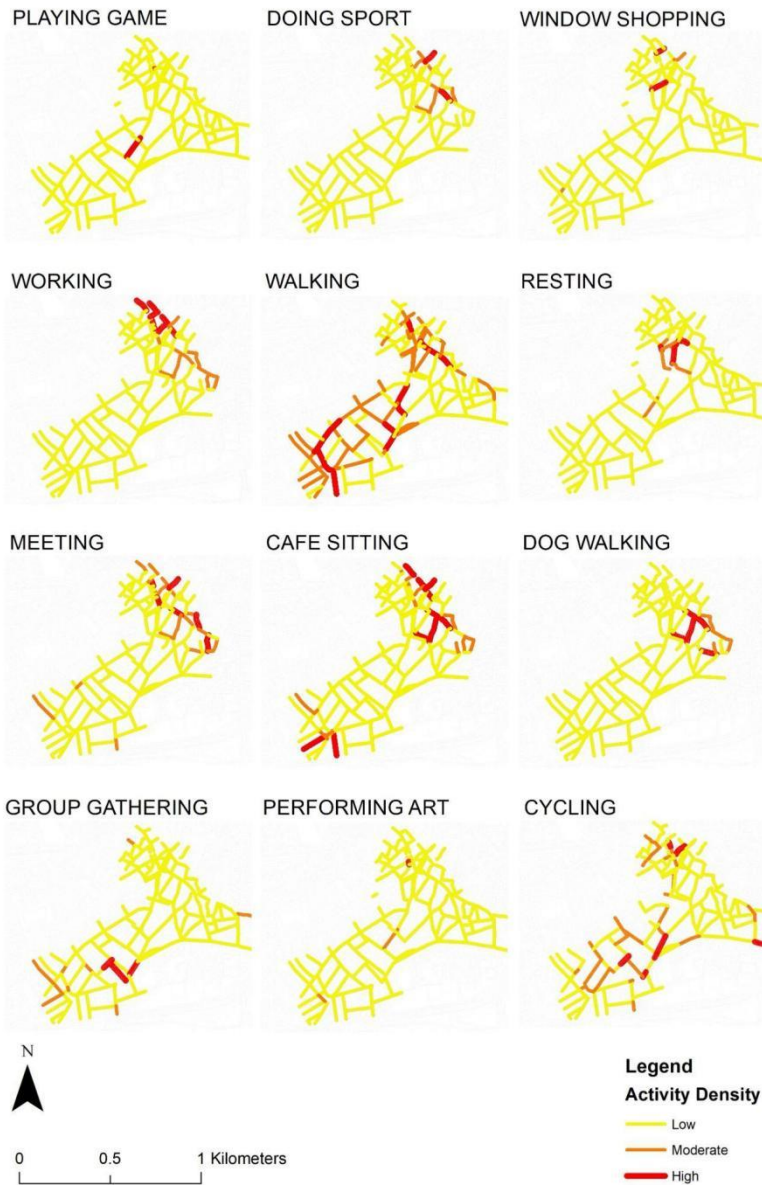 PLAYING GAME
DOING SPORT
WINDOW SHOPPING
WORKING
WALKING
RESTING
MEETING
CAFE SITTING
DOG WALKING
GROUP GATHERING
PERFORMING ART
CYCLING
N
0 0.5 1 Kilometers
Legend
Activity Density
Low
Moderate
High